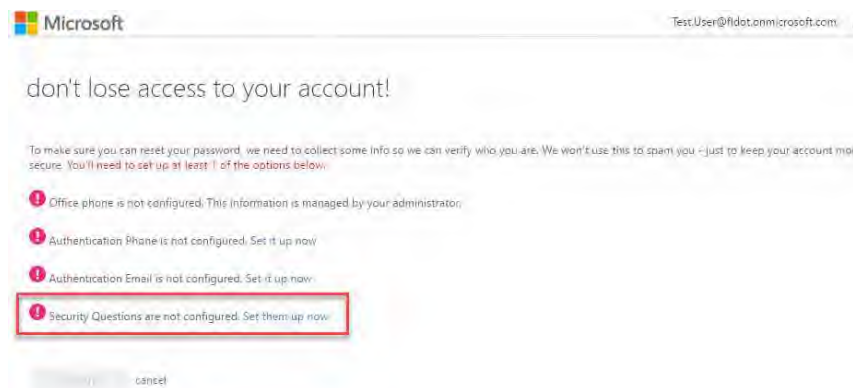 Microsoft
Test.User@fldot.onmicrosoft.com
don't lose access to your account!
To make sure you can reset your password, we need to collect some info so we can verify who you are. We won't use this to spam you - just to keep your account mor
secure. You'll need to set up at least 1 of the options below.
Office phone is not configured. This information is managed by your administrator.
Authentication Phone is not configured. Set it up now
Authentication Email is not configured. Set it up now
Security Questions are not configured. Set them up now
cancel